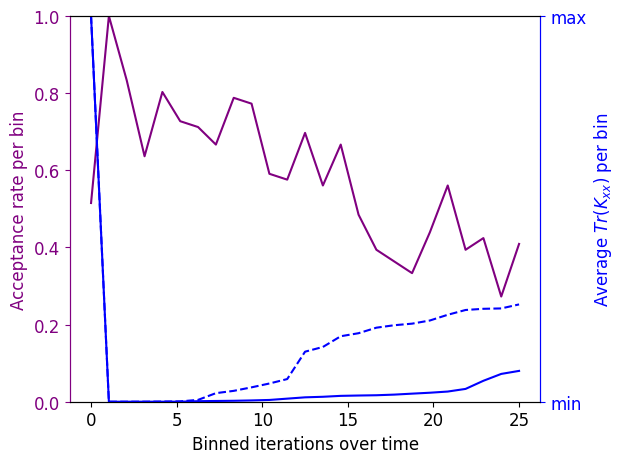 Acceptance rate per bin
1.0
0.8
0.6
0.4
0.2
0.0
0
5
10
15
20
25
Binned iterations over time
max
min
Average Tr(Kxx) per bin